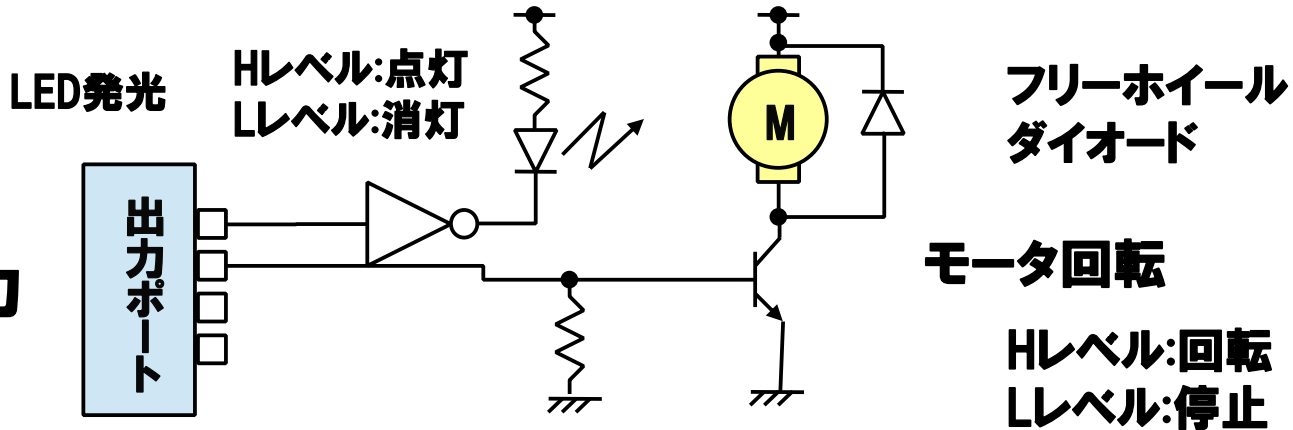 LED発光
Hレベル:点灯
Lレベル:消灯
出力ポート
M
フリーホイール
ダイオード
モータ回転
Hレベル:回転
Lレベル:停止